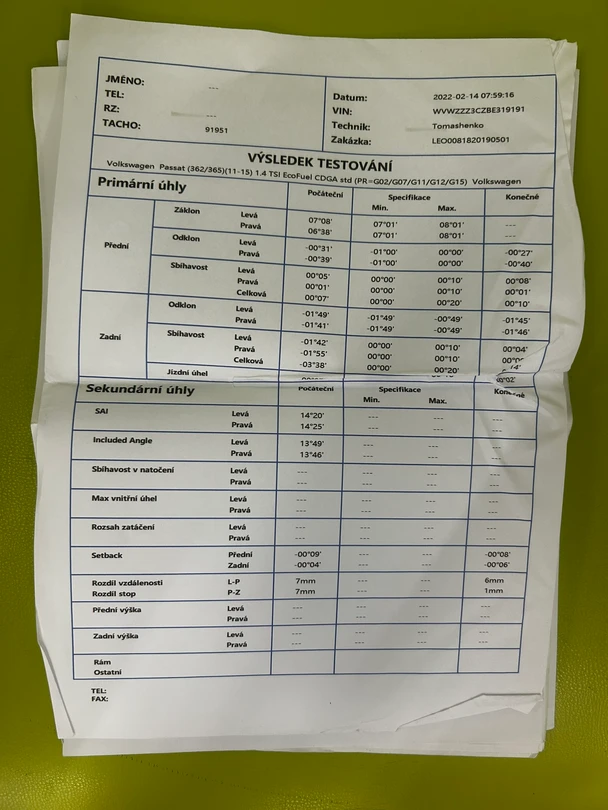 JMÉNO: ---
TEL:
RZ: ---
TACHO: 91951
Datum: 2022-02-14 07:59:16
VIN: WVWZZZ3CZBE319191
Technik: Tomashenko
Zakázka: LEO0081820190501
VÝSLEDEK TESTOVÁNÍ
Volkswagen Passat (362/365)(11-15) 1.4 TSI EcoFuel CDGA std (PR=G02/G07/G11/G12/G15) Volkswagen
Primární úhly Počáteční Specifikace Konečné
Min. Max.
Přední
Záklon Levá 07°08' 07°01' 08°01' ---
Pravá 06°38' 07°01' 08°01' ---
Odklon Levá -00°31' -01°00' 00°00' -00°27'
Pravá -00°39' -01°00' 00°00' -00°40'
Sbíhavost Levá 00°05' 00°00' 00°10' 00°08'
Pravá 00°01' 00°00' 00°10' 00°01'
Celková 00°07' 00°00' 00°20' 00°10'
Zadní
Odklon Levá -01°49' -01°49' -00°49' -01°45'
Pravá -01°41' -01°49' -00°49' -01°46'
Sbíhavost Levá -01°42' 00°00' 00°10' 00°04'
Pravá -01°55' 00°00' 00°10'
Celková -03°38' 00°00' 00°20'
Jízdní úhel
Sekundární úhly Počáteční Specifikace
Min. Max.
SAI Levá 14°20' --- --- ---
Pravá 14°25' --- --- ---
Included Angle Levá 13°49' --- --- ---
Pravá 13°46' --- --- ---
Sbíhavost v natočení Levá --- --- --- ---
Pravá --- --- --- ---
Max vnitřní úhel Levá --- --- --- ---
Pravá --- --- --- ---
Rozsah zatáčení Levá --- --- --- ---
Pravá --- --- --- ---
Setback Přední -00°09' --- --- -00°08'
Zadní -00°04' --- --- -00°06'
Rozdíl vzdálenosti L-P 7mm --- --- 6mm
Rozdíl stop P-Z 7mm --- --- 1mm
Přední výška Levá --- --- --- ---
Pravá --- --- --- ---
Zadní výška Levá --- --- --- ---
Pravá --- --- --- ---
Rám
Ostatní
TEL:
FAX: